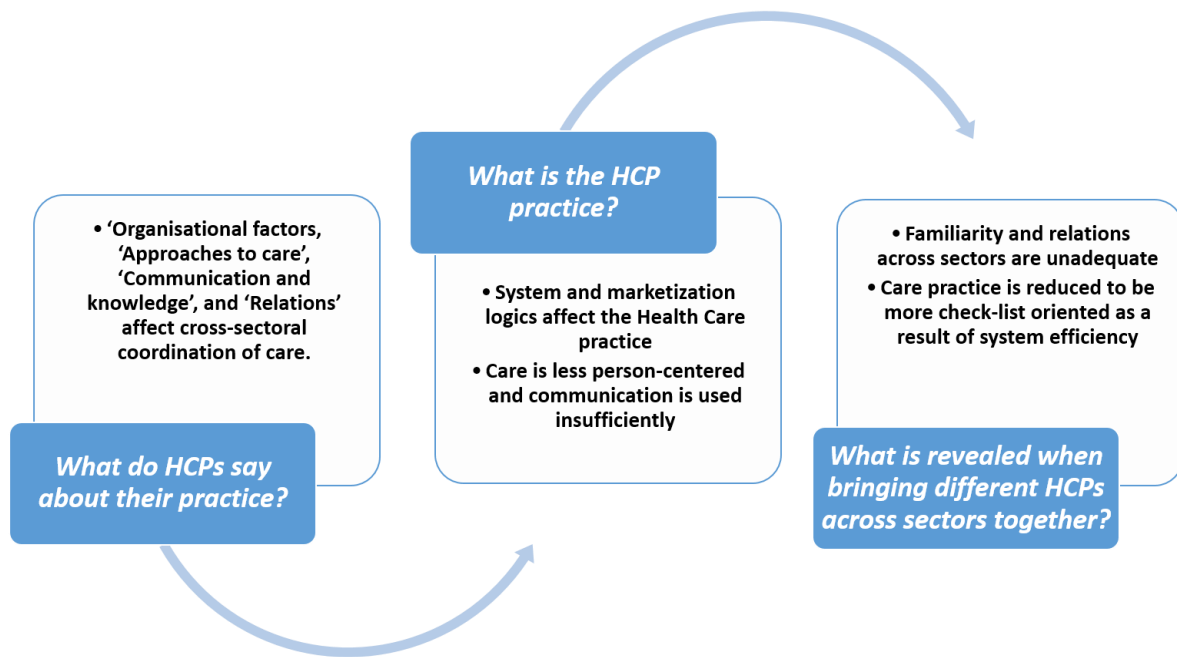 • ‘Organisational factors,
‘Approaches to care’,
‘Communication and
knowledge’, and ‘Relations’
affect cross-sectoral
coordination of care.
What do HCPs say
about their practice?
What is the HCP
practice?
• System and marketization
logics affect the Health Care
practice
• Care is less person-centered
and communication is used
insufficiently
• Familiarity and relations
across sectors are unadequate
• Care practice is reduced to be
more check-list oriented as a
result of system efficiency
What is revealed when
bringing different HCPs
across sectors together?